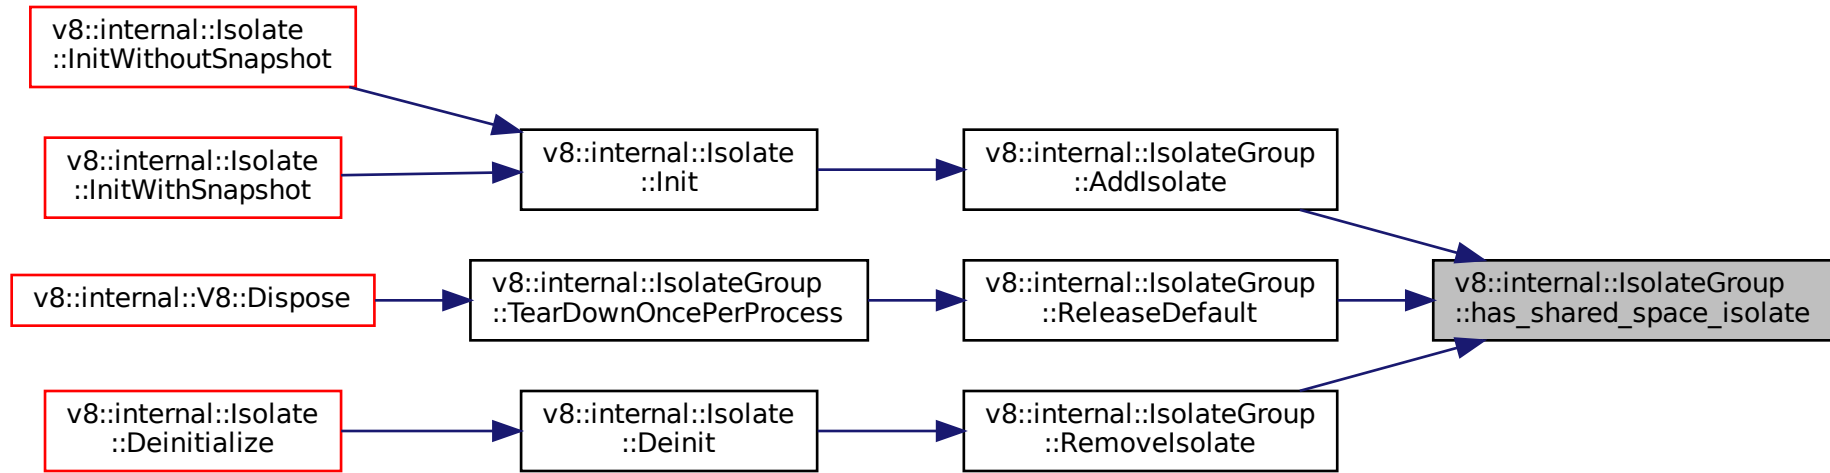 v8::internal::Isolate
::InitWithoutSnapshot
v8::internal::Isolate
::InitWithSnapshot
v8::internal::Isolate
::Init
v8::internal::IsolateGroup
::AddIsolate
v8::internal::V8::Dispose
v8::internal::IsolateGroup
::TearDownOncePerProcess
v8::internal::IsolateGroup
::ReleaseDefault
v8::internal::IsolateGroup
::has_shared_space_isolate
v8::internal::Isolate
::Deinitialize
v8::internal::Isolate
::Deinit
v8::internal::IsolateGroup
::RemoveIsolate